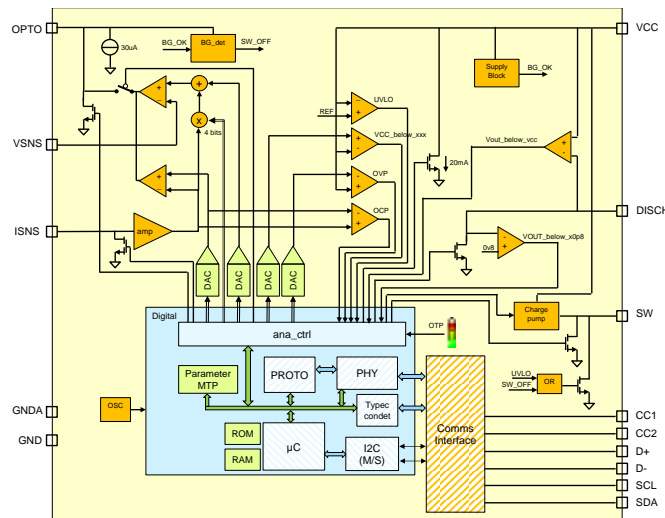 OPTO
VCC
30uA
BG_OK
BG_det
SW_OFF
Supply
Block
BG_OK
+
UVLO
REF
x
4 bits
VCC_below_xxx
Vout_below_vcc
VSNS
20mA
OVP
OCP
ISNS
amp
DISCH
VOUT_below_x0p8
0v8
DAC
DAC
DAC
DAC
Digital
ana_ctrl
OTP
Charge
pump
SW
Parameter
MTP
PROTO
PHY
UVLO
SW_OFF
OR
Typec
condet
GNDA
OSC
Comms
Interface
CC1
GND
ROM
µC
I2C
(M/S)
CC2
RAM
D+
D-
SCL
SDA